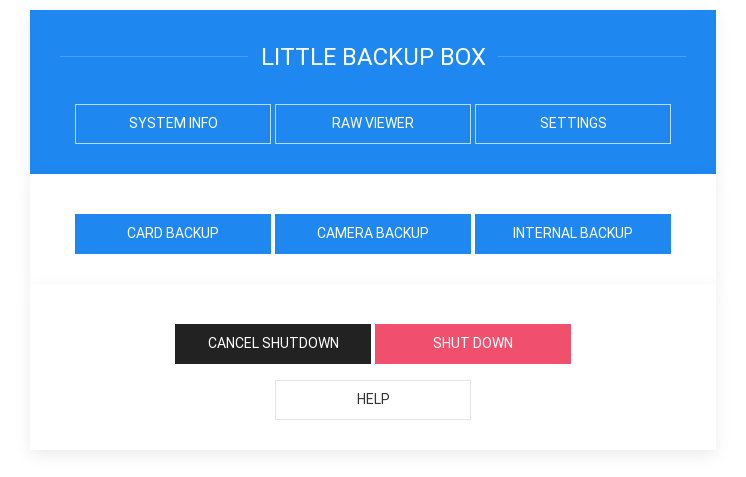 LITTLE BACKUP BOX
SYSTEM INFO RAW VIEWER SETTINGS
CARD BACKUP CAMERA BACKUP INTERNAL BACKUP
CANCEL SHUTDOWN SHUT DOWN
HELP